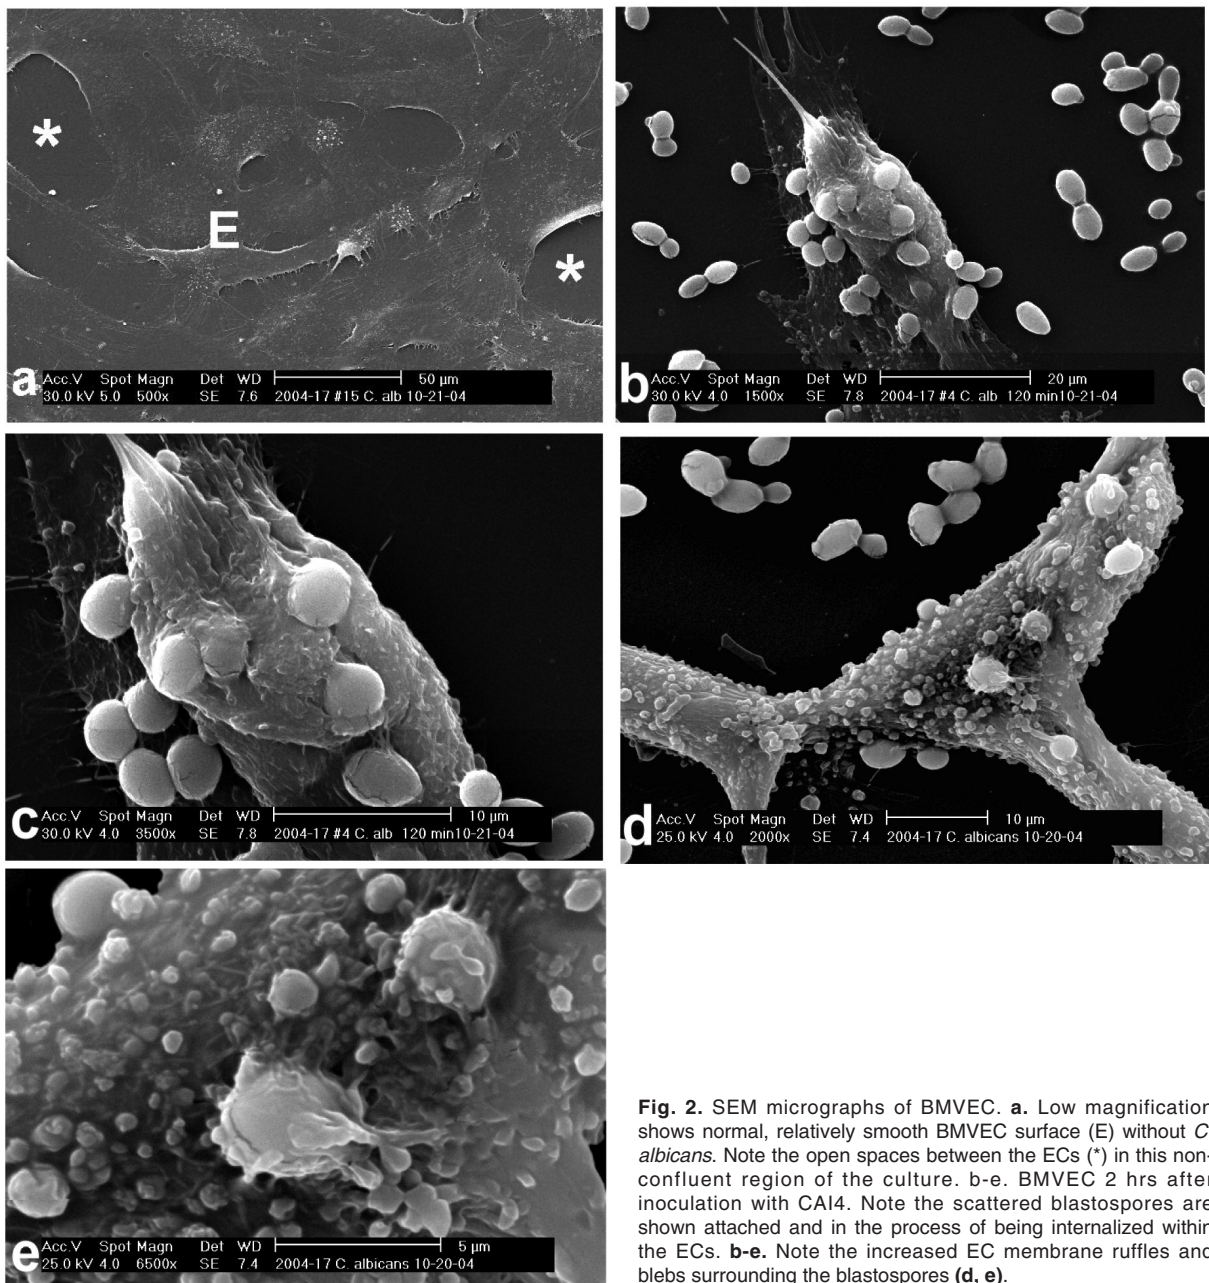 *
E
*
a
Acc.V Spot Magn Det WD 50 µm
30.0 kV 5.0 500x SE 7.6 2004-17 #15 C. alb 10-21-04
b
Acc.V Spot Magn Det WD 20 µm
30.0 kV 4.0 1500x SE 7.8 2004-17 #4 C. alb 120 min10-21-04
c
Acc.V Spot Magn Det WD 10 µm
30.0 kV 4.0 3500x SE 7.8 2004-17 #4 C. alb 120 min10-21-04
d
Acc.V Spot Magn Det WD 10 µm
25.0 kV 4.0 2000x SE 7.4 2004-17 C. albicans 10-20-04
e
Acc.V Spot Magn Det WD 5 µm
25.0 kV 4.0 6500x SE 7.4 2004-17 C. albicans 10-20-04
Fig. 2. SEM micrographs of BMVEC. a. Low magnification
shows normal, relatively smooth BMVEC surface (E) without C
albicans. Note the open spaces between the ECs (*) in this non-
confluent region of the culture. b-e. BMVEC 2 hrs after
inoculation with CAI4. Note the scattered blastospores are
shown attached and in the process of being internalized within
the ECs. b-e. Note the increased EC membrane ruffles and
blebs surrounding the blastospores (d, e).